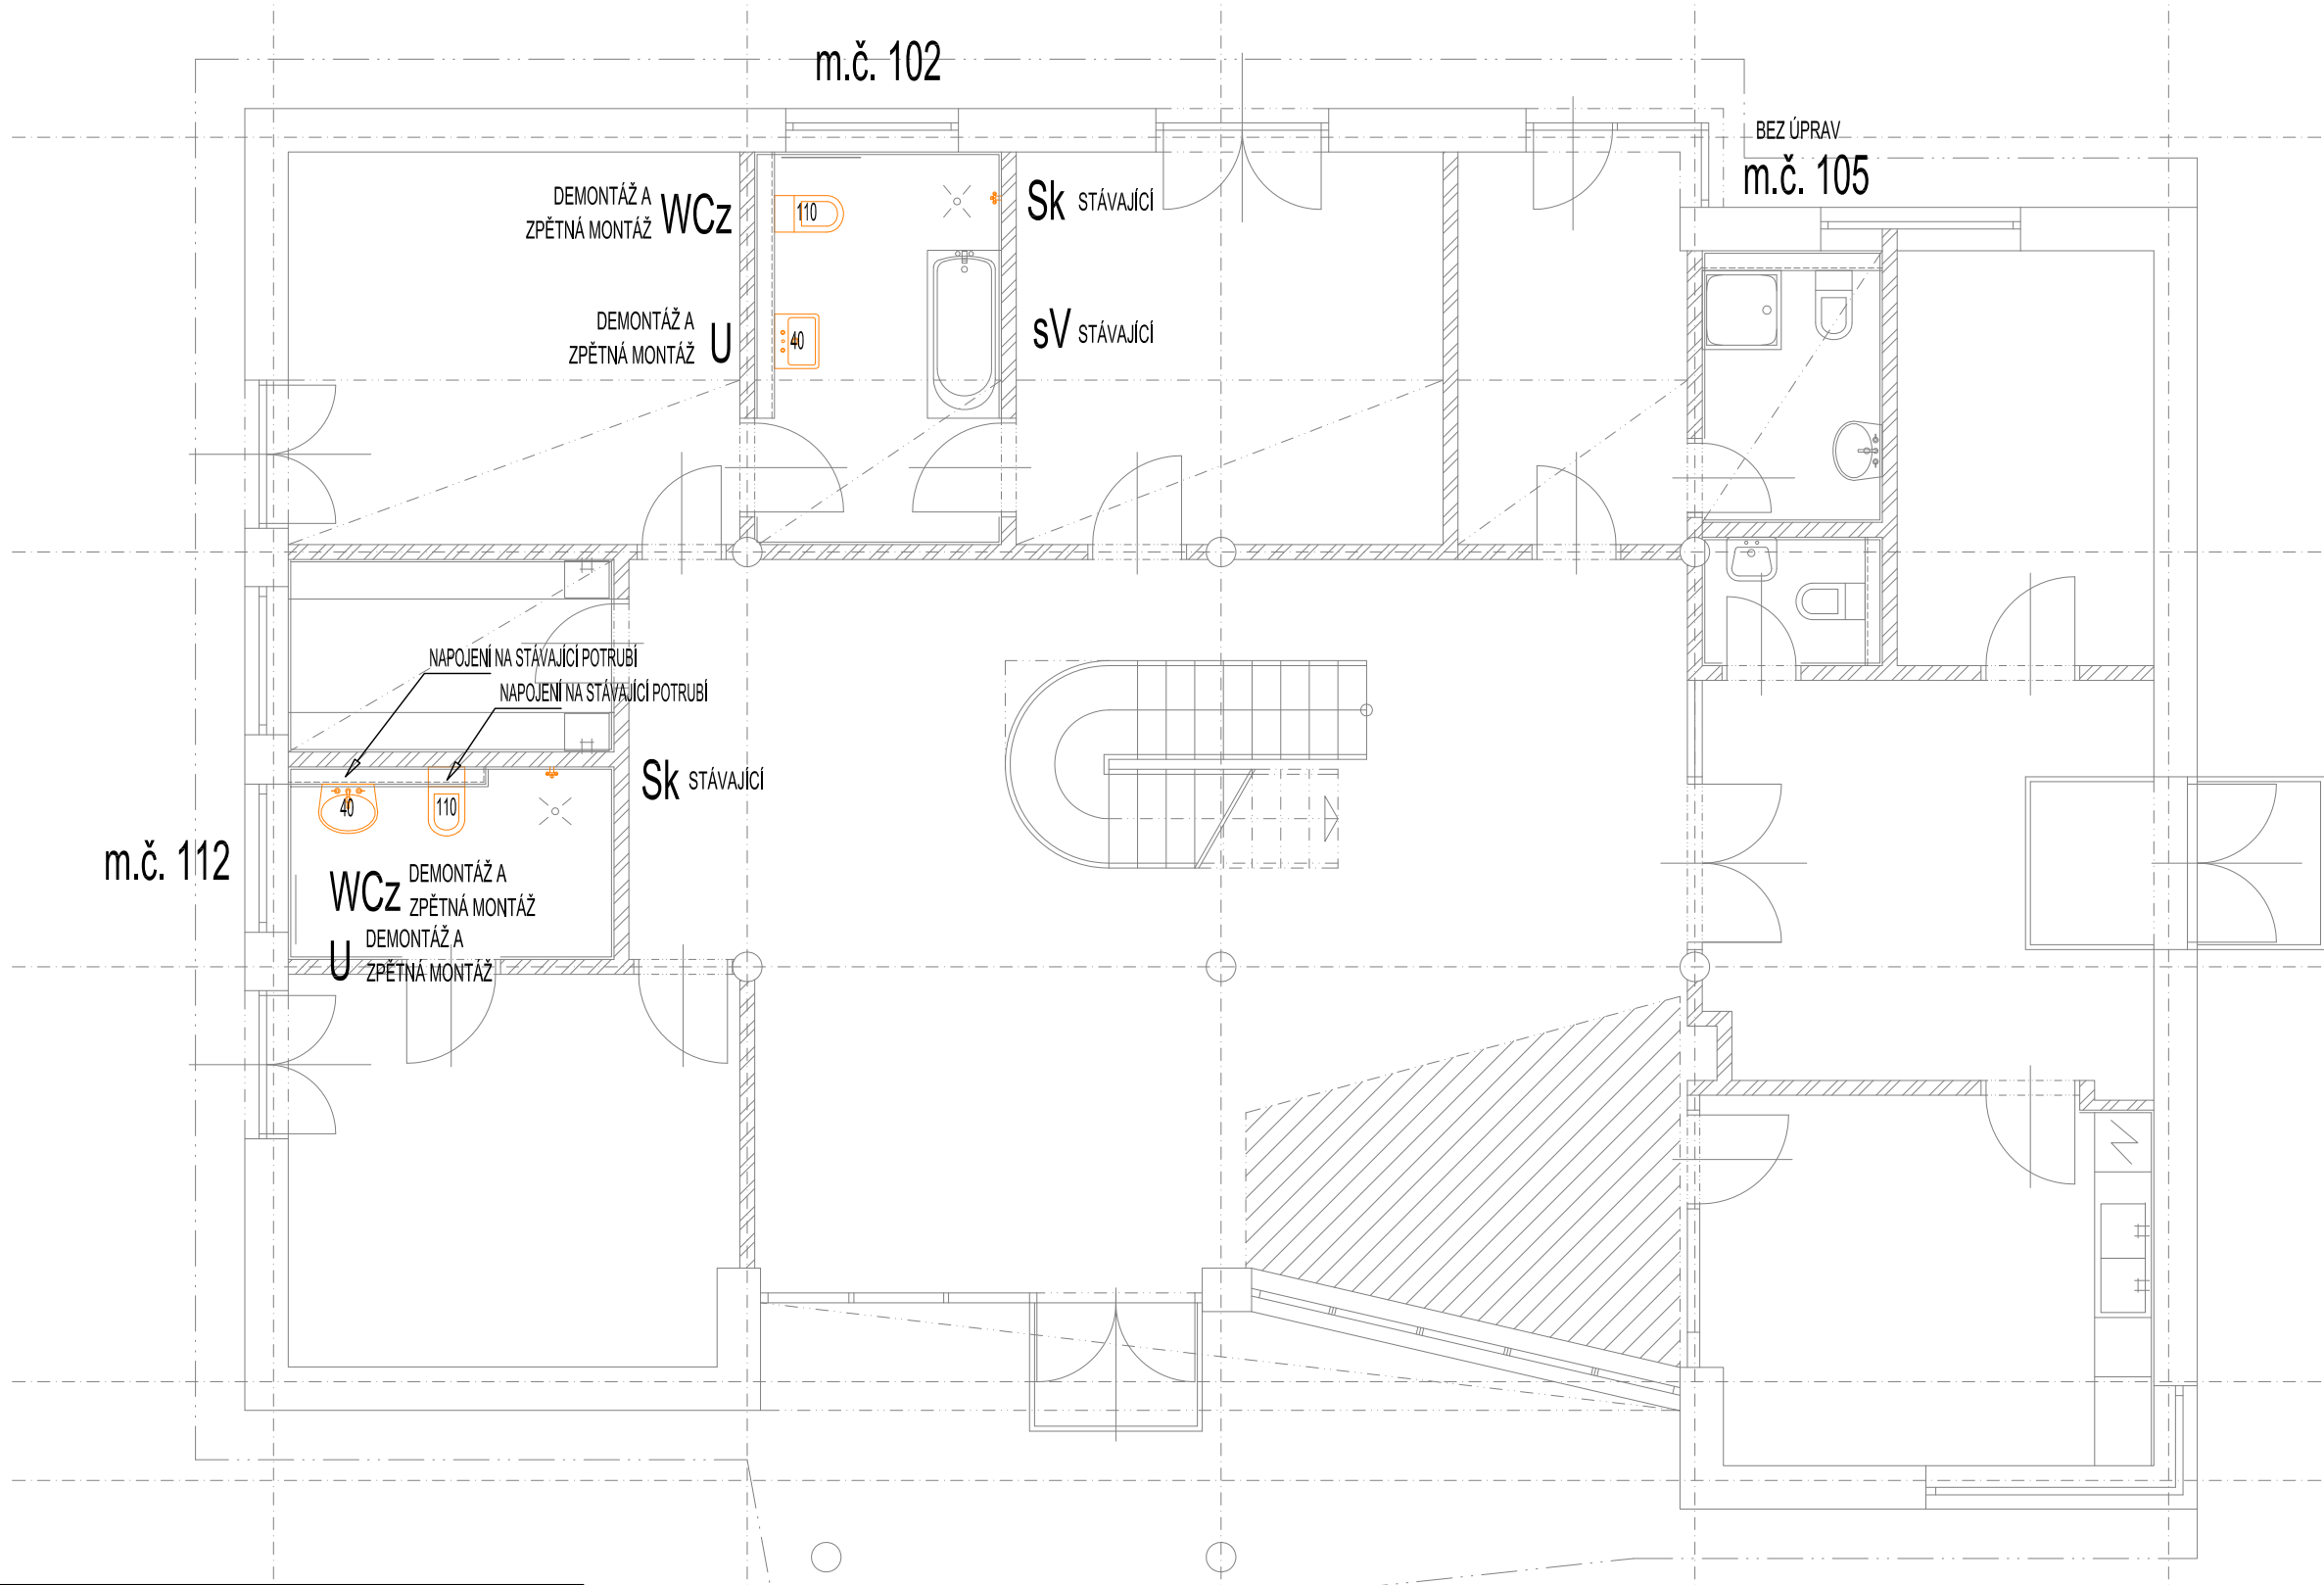 m.č. 102
BEZ ÚPRAV
m.č. 105
DEMONTÁŽ A
ZPĚTNÁ MONTÁŽ
WCz
110
Sk STÁVAJÍCÍ
DEMONTÁŽ A
ZPĚTNÁ MONTÁŽ
U
40
sV STÁVAJÍCÍ
NAPOJENÍ NA STÁVAJÍCÍ POTRUBÍ
NAPOJENÍ NA STÁVAJÍCÍ POTRUBÍ
Sk STÁVAJÍCÍ
40
110
m.č. 112
WCz
DEMONTÁŽ A
ZPĚTNÁ MONTÁŽ
U
DEMONTÁŽ A
ZPĚTNÁ MONTÁŽ